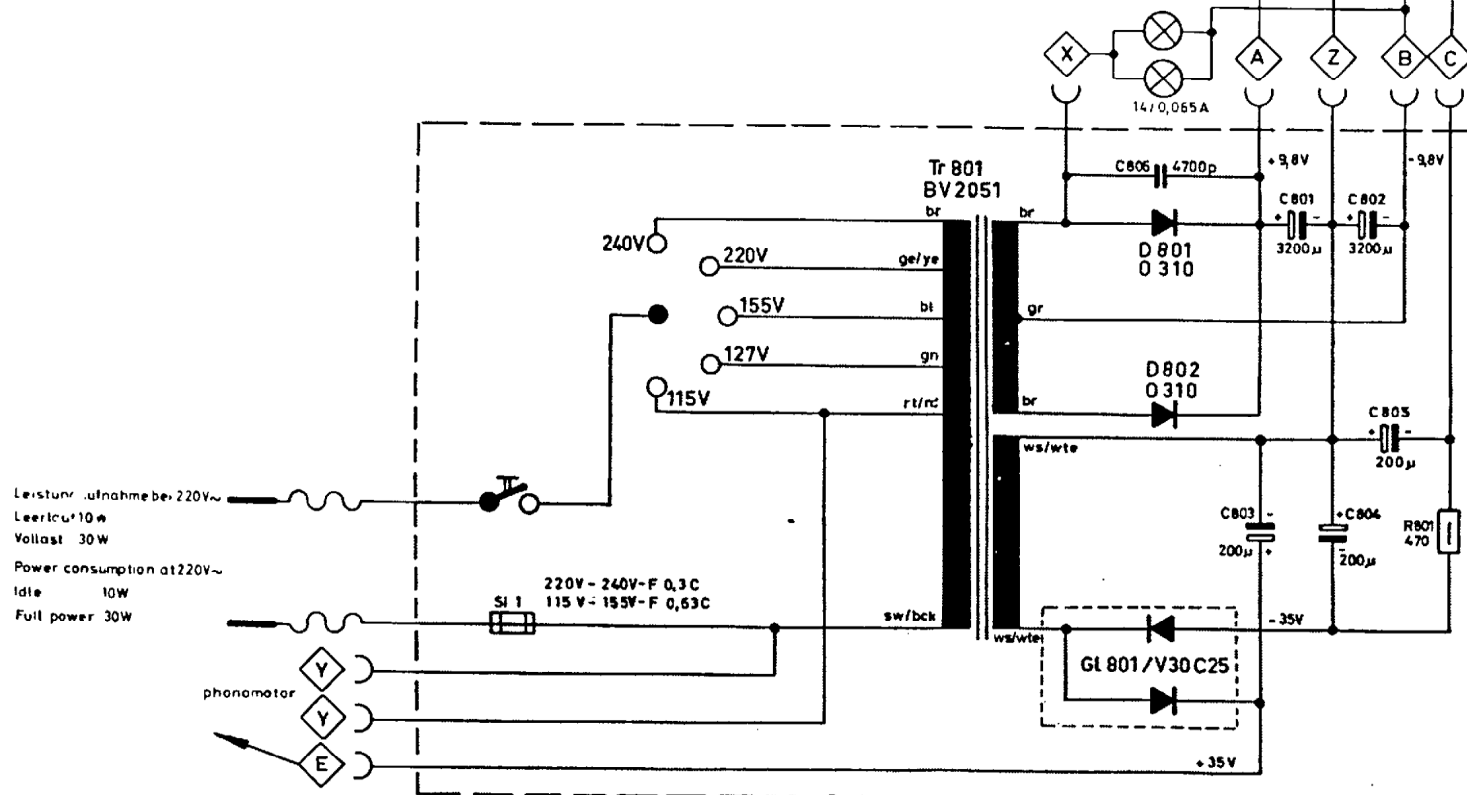 X
A
Z
B
C
14/0,065A
Tr 801
BV 2051
C806 4700p
+9,8V
-9,8V
C801
+ -
3200µ
C802
+ -
3200µ
br
br
D 801
O 310
240V
220V
ge/ye
155V
bl
gr
127V
gn
D802
O 310
115V
rt/rd
br
ws/wte
C805
+ -
200µ
220V~
Leerlauf 10W
Vollast 30 W
Power consumption at 220V~
Idle 10W
Full power 30W
C803
-
200µ +
+C804
-
200µ
R801
470
220V - 240V - F 0,3C
115 V - 155V - F 0,63C
Si 1
sw/bck
ws/wte
-35V
GL 801 / V30 C25
Y
phonomotor
Y
E
+35V